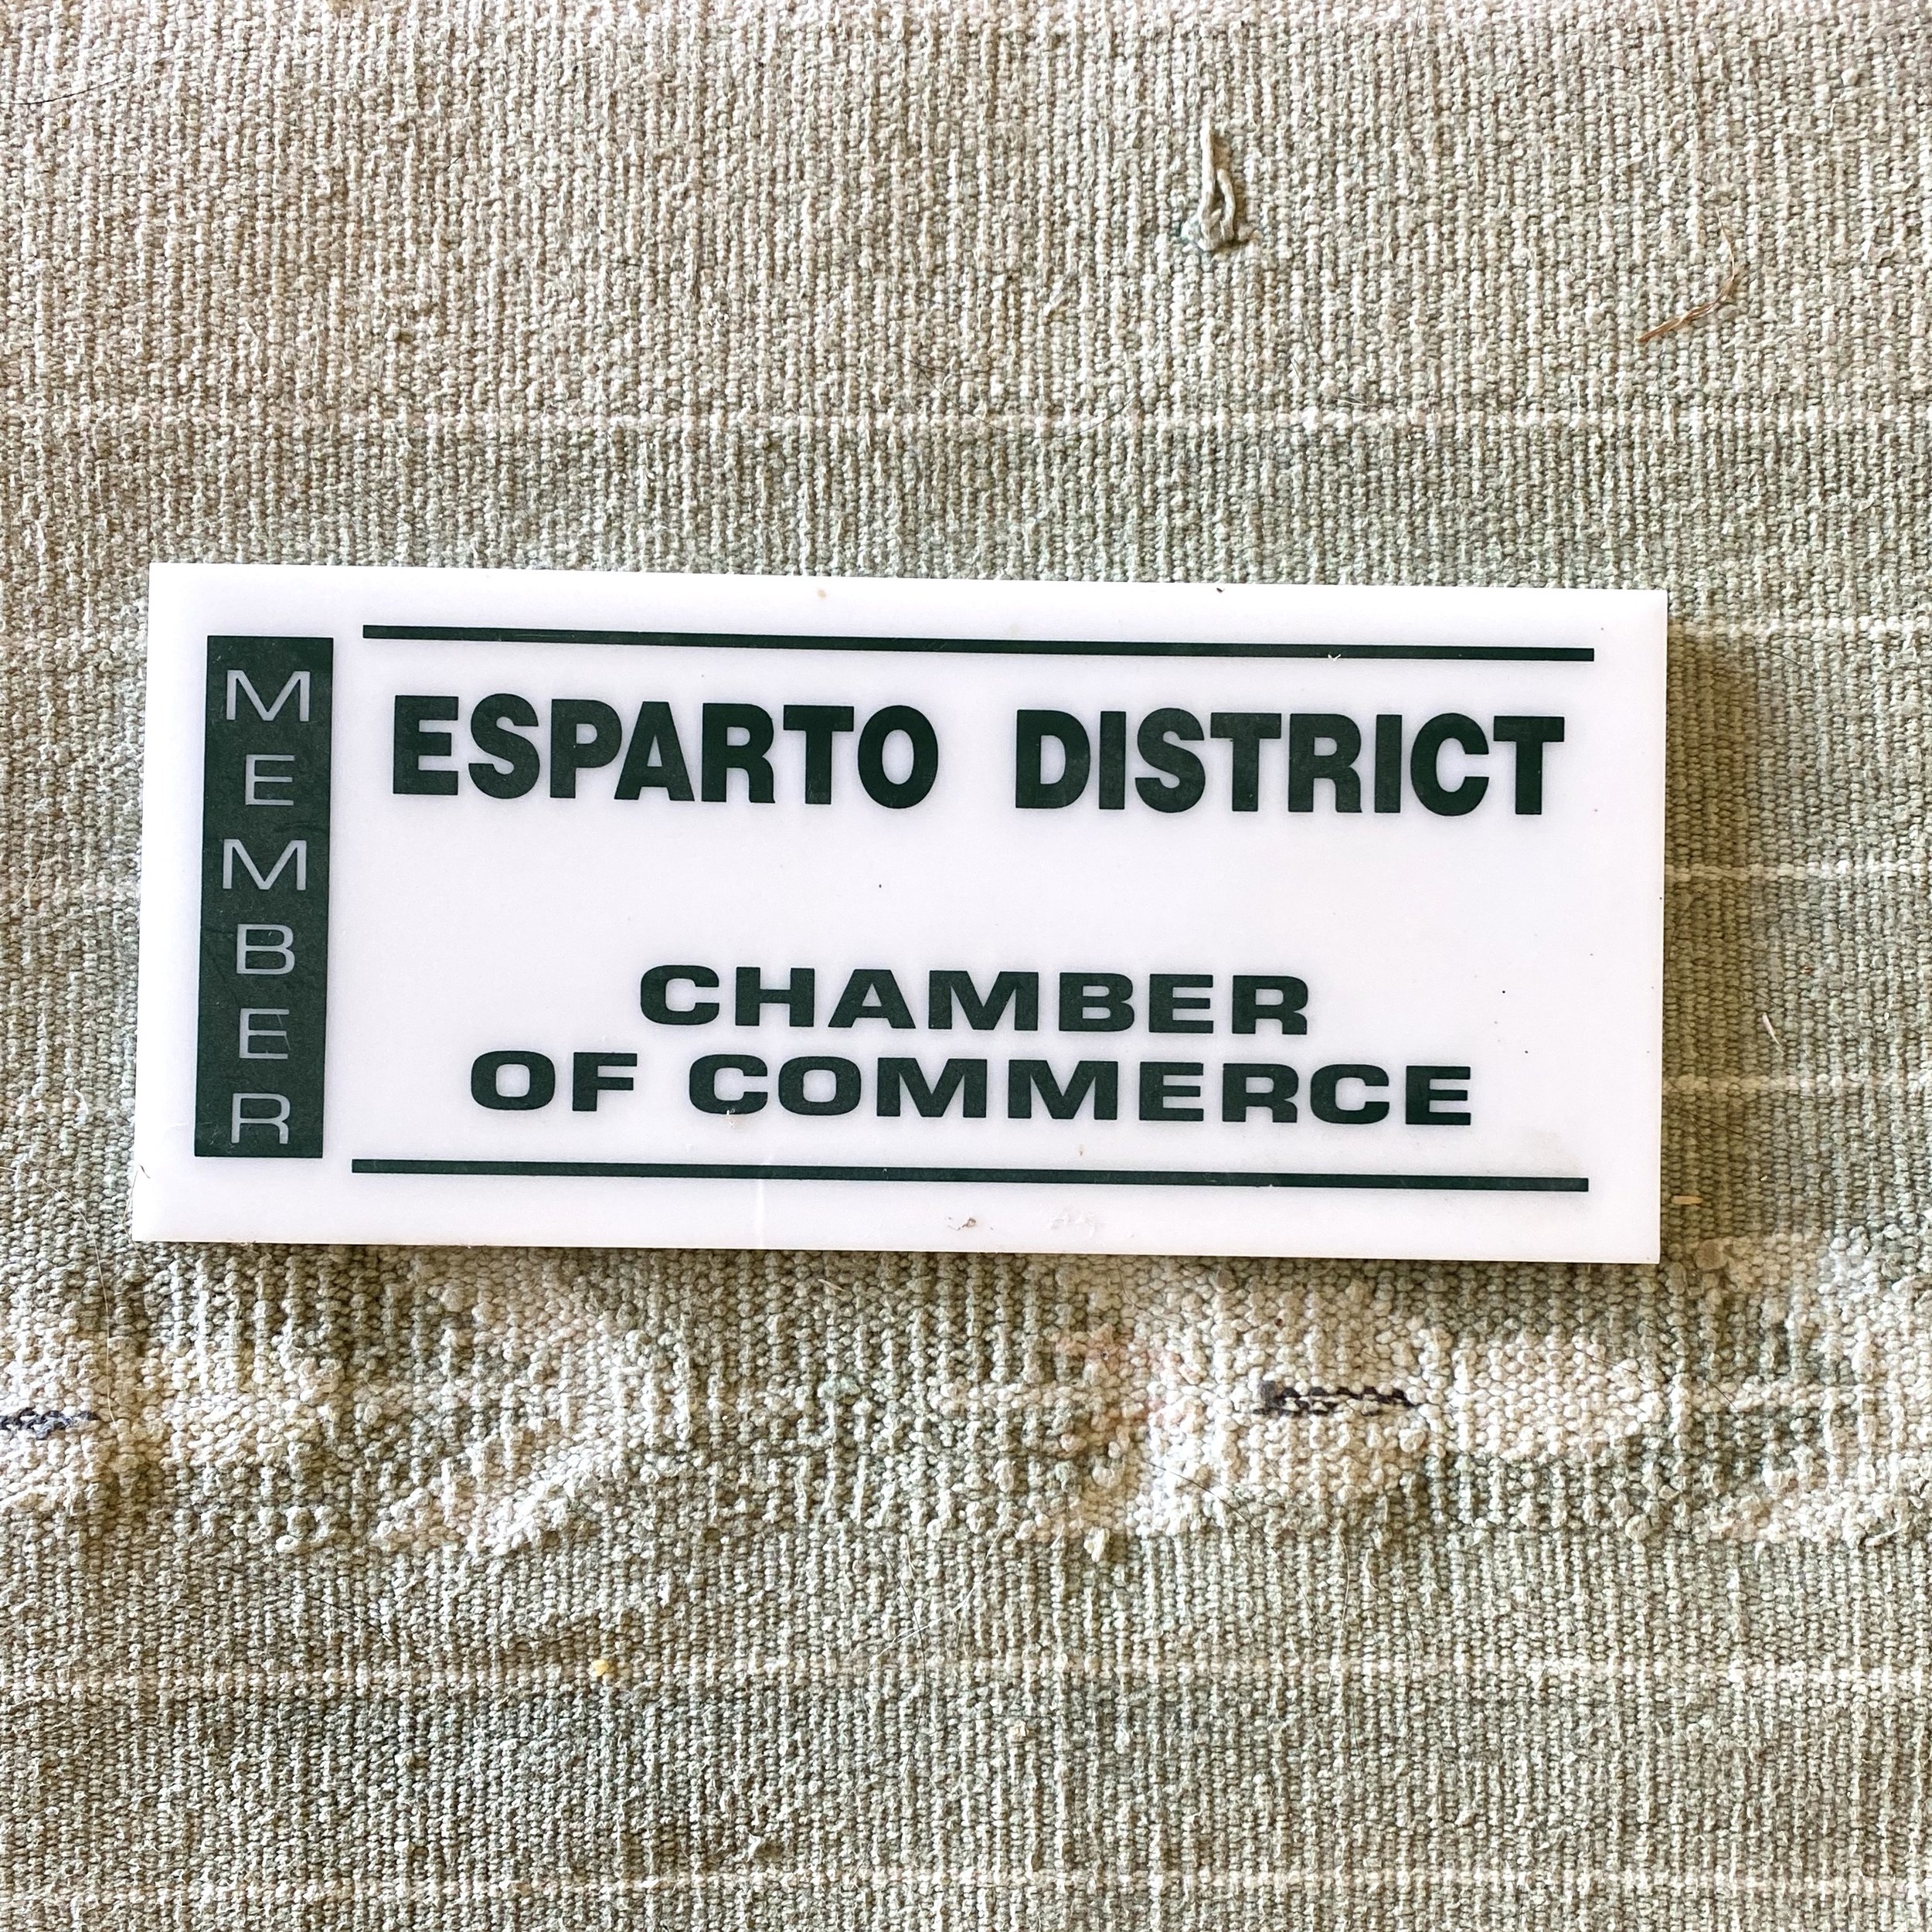 MEMBER
ESPARTO DISTRICT
CHAMBER
OF COMMERCE